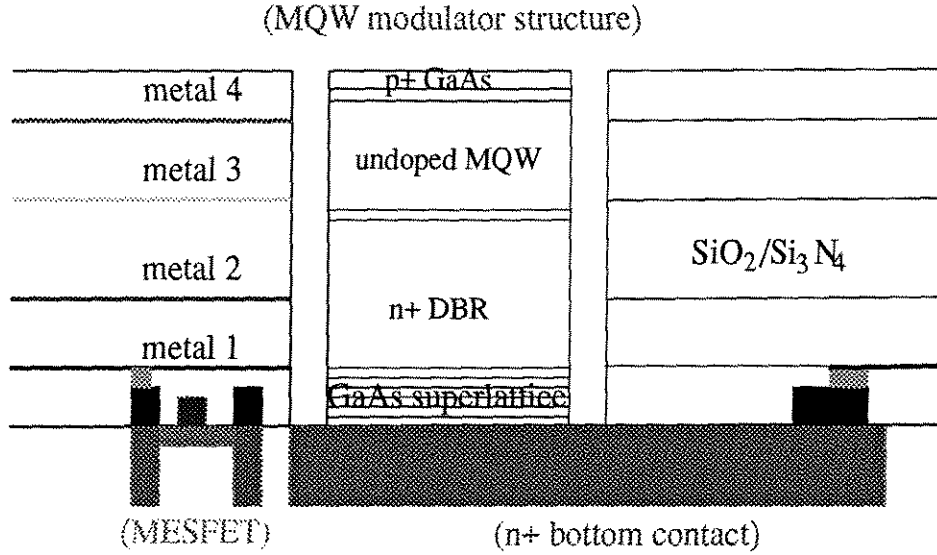 (MQW modulator structure)
metal 4
p+ GaAs
metal 3
undoped MQW
metal 2
SiO₂/Si₃N₄
n+ DBR
metal 1
GaAs superlattice
(MESFET)
(n+ bottom contact)